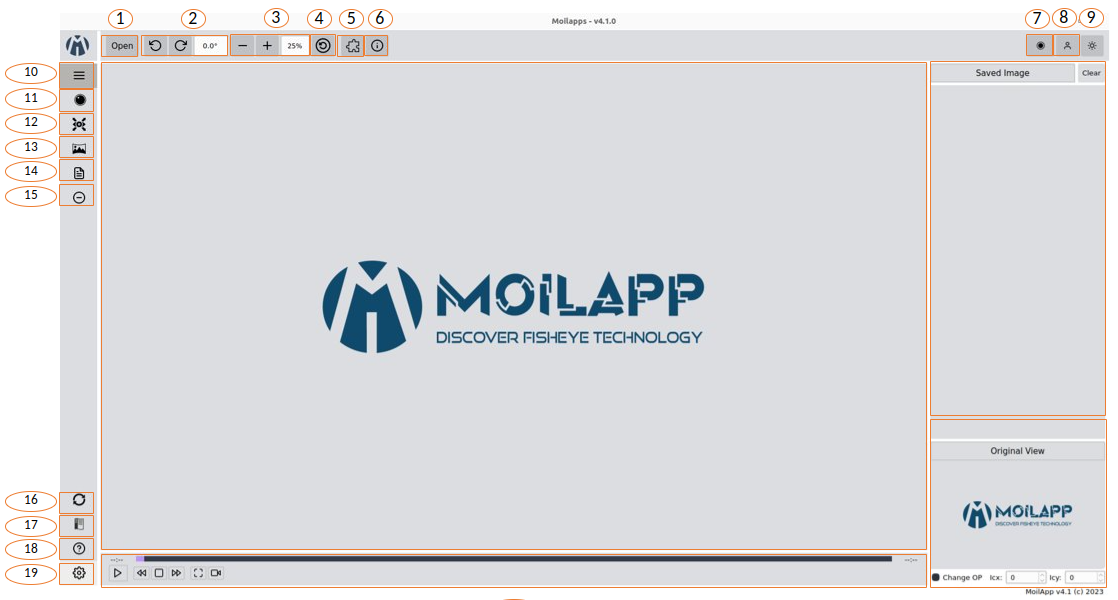 Moilapps - v4.1.0
1 2 3 4 5 6 7 8 9
Open 0.0° 25%
10
11
12
13
14
15
Saved Image Clear
MOILAPP
DISCOVER FISHEYE TECHNOLOGY
Original View
MOILAPP
DISCOVER FISHEYE TECHNOLOGY
16
17
18
19
--:-- --:--
Change OP Icx: 0 Icy: 0
MoilApp v4.1 (c) 2023